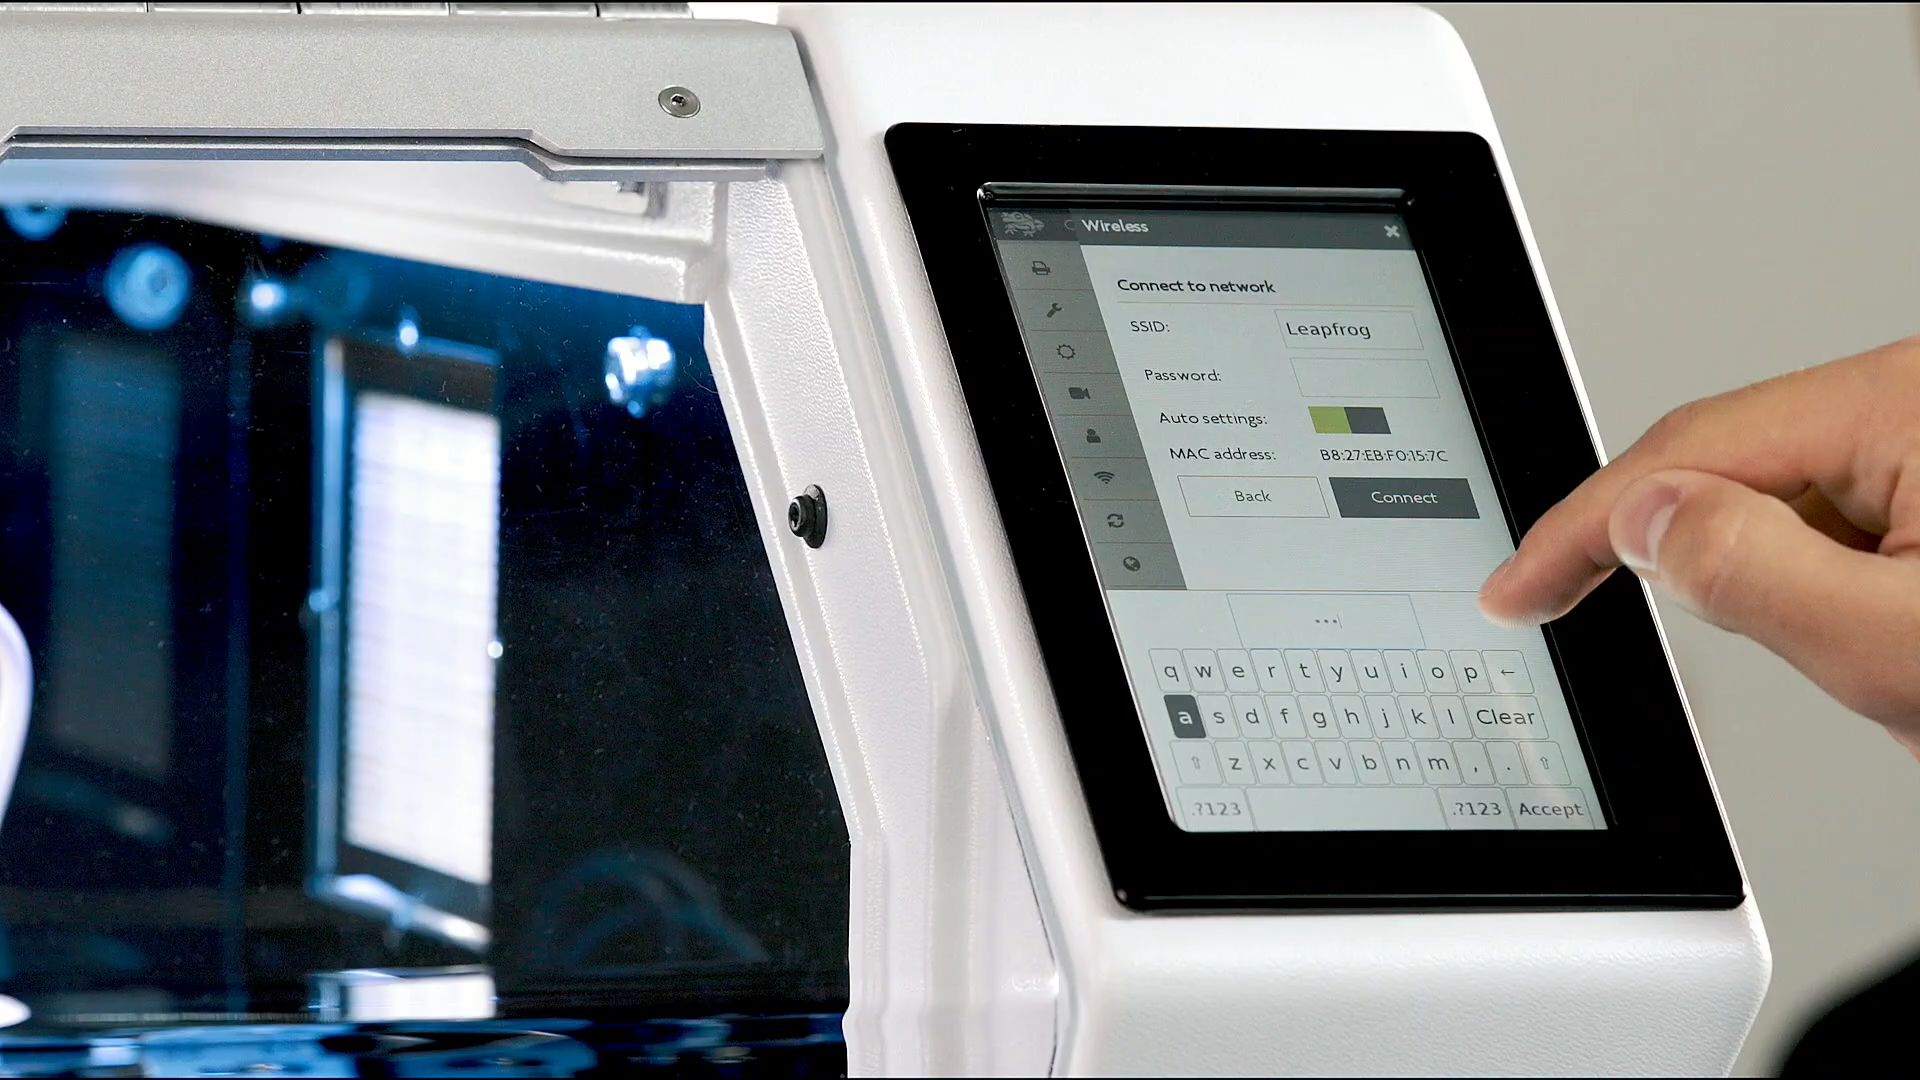 Wireless
Connect to network
SSID: Leapfrog
Password:
Auto settings:
MAC address: B8:27:EB:F0:15:7C
Back Connect
•••
q w e r t y u i o p ←
a s d f g h j k l Clear
⇧ z x c v b n m , . ⇧
.?123 .?123 Accept